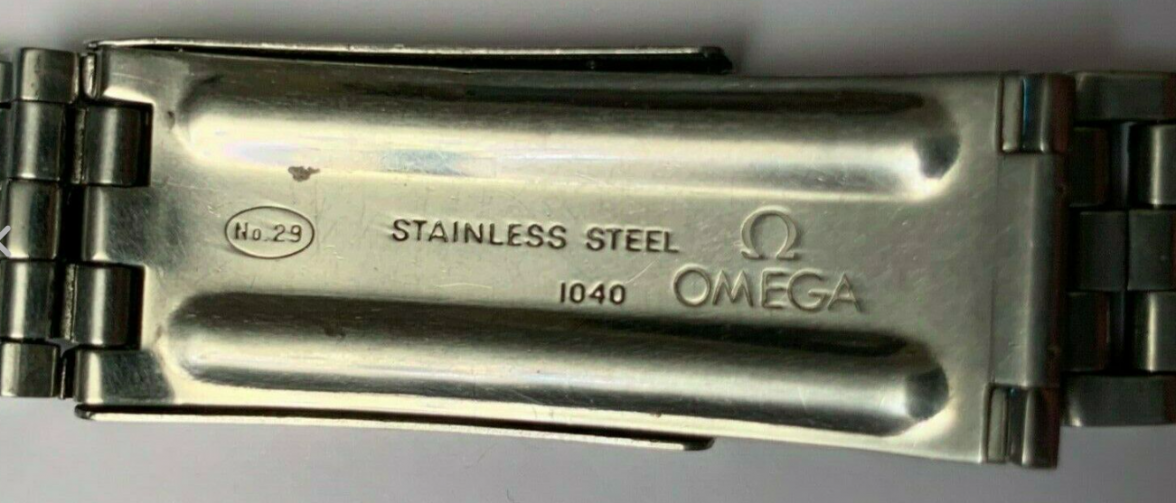 No. 29
STAINLESS STEEL Ω
1040 OMEGA